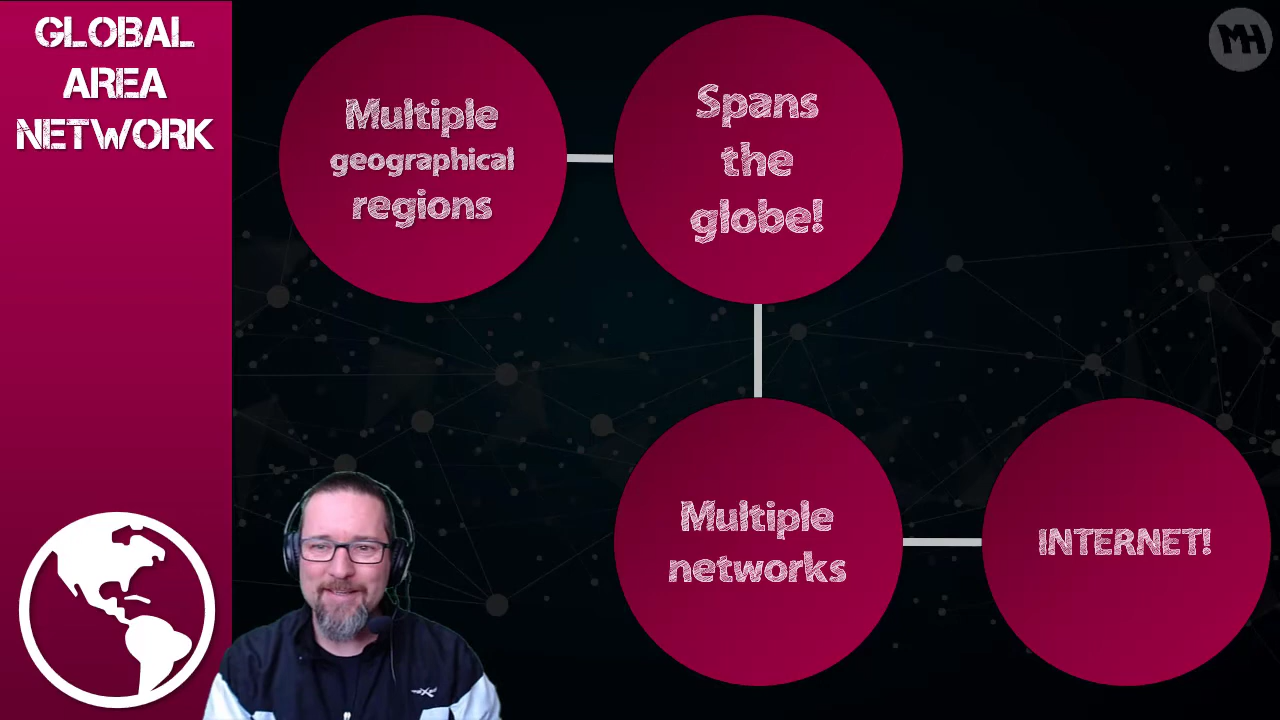 GLOBAL
AREA
NETWORK
Multiple
geographical
regions
Spans
the
globe!
Multiple
networks
INTERNET!
MH